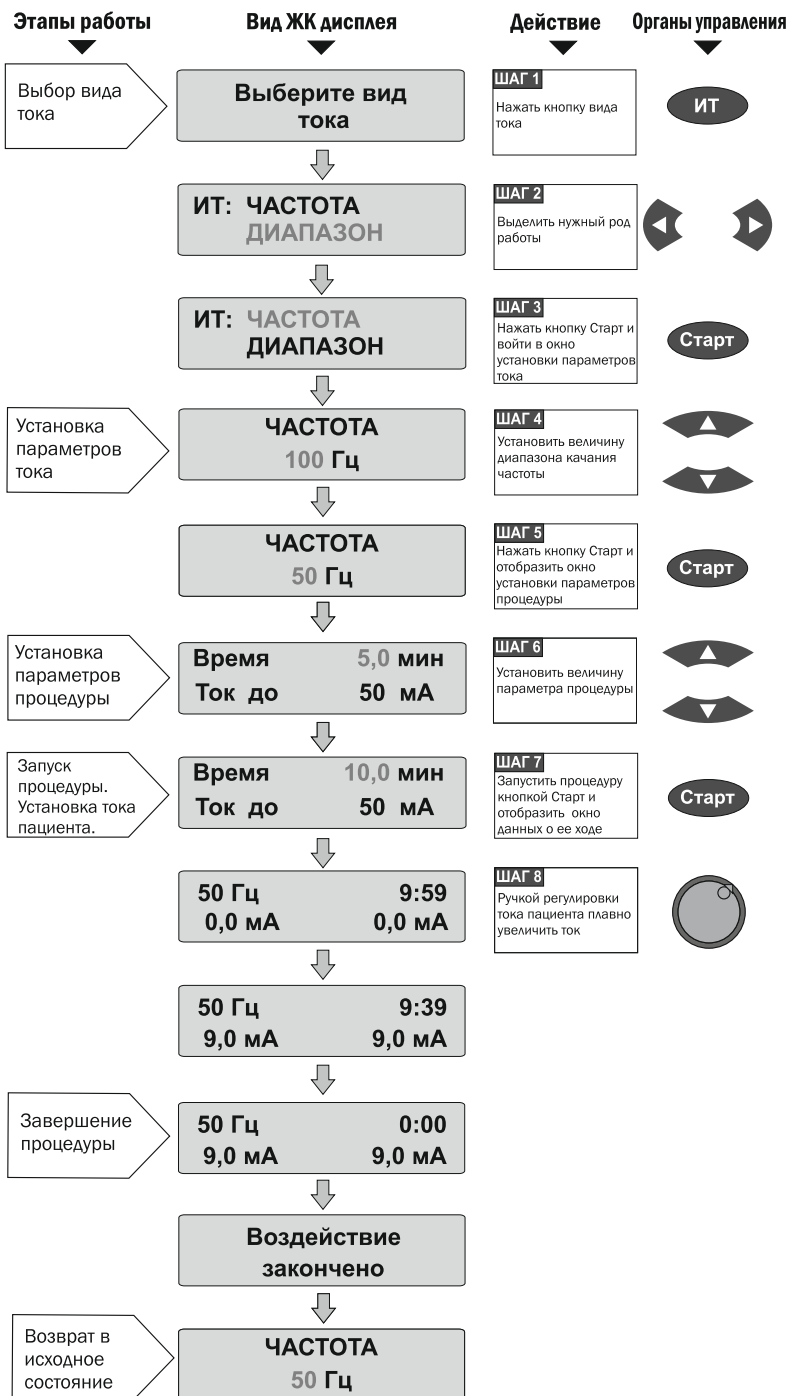 Этапы работы
Вид ЖК дисплея
Действие
Органы управления
Выбор вида
тока
Выберите вид
тока
ШАГ 1
Нажать кнопку вида
тока
ИТ
ИТ: ЧАСТОТА
ДИАПАЗОН
ШАГ 2
Выделить нужный род
работы
ИТ: ЧАСТОТА
ДИАПАЗОН
ШАГ 3
Нажать кнопку Старт и
войти в окно
установки параметров
тока
Старт
Установка
параметров
тока
ЧАСТОТА
100 Гц
ШАГ 4
Установить величину
диапазона качания
частоты
ЧАСТОТА
50 Гц
ШАГ 5
Нажать кнопку Старт и
отобразить окно
установки параметров
процедуры
Старт
Установка
параметров
процедуры
Время 5,0 мин
Ток до 50 мА
ШАГ 6
Установить величину
параметра процедуры
Запуск
процедуры.
Установка тока
пациента.
Время 10,0 мин
Ток до 50 мА
ШАГ 7
Запустить процедуру
кнопкой Старт и
отобразить окно
данных о ее ходе
Старт
50 Гц 9:59
0,0 мА 0,0 мА
ШАГ 8
Ручкой регулировки
тока пациента плавно
увеличить ток
50 Гц 9:39
9,0 мА 9,0 мА
Завершение
процедуры
50 Гц 0:00
9,0 мА 9,0 мА
Воздействие
закончено
Возврат в
исходное
состояние
ЧАСТОТА
50 Гц